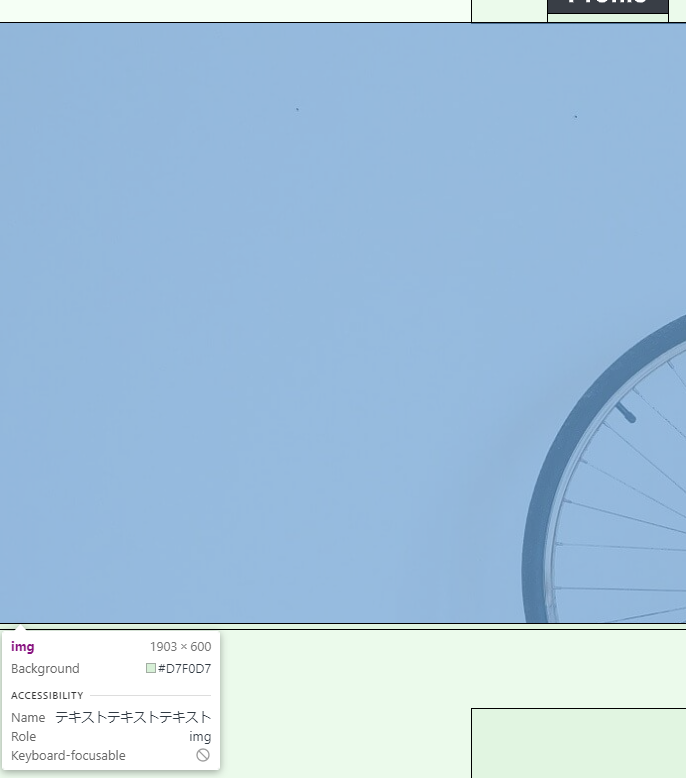 Profile
img 1903 × 600
Background #D7F0D7
ACCESSIBILITY
Name テキストテキストテキスト
Role img
Keyboard-focusable